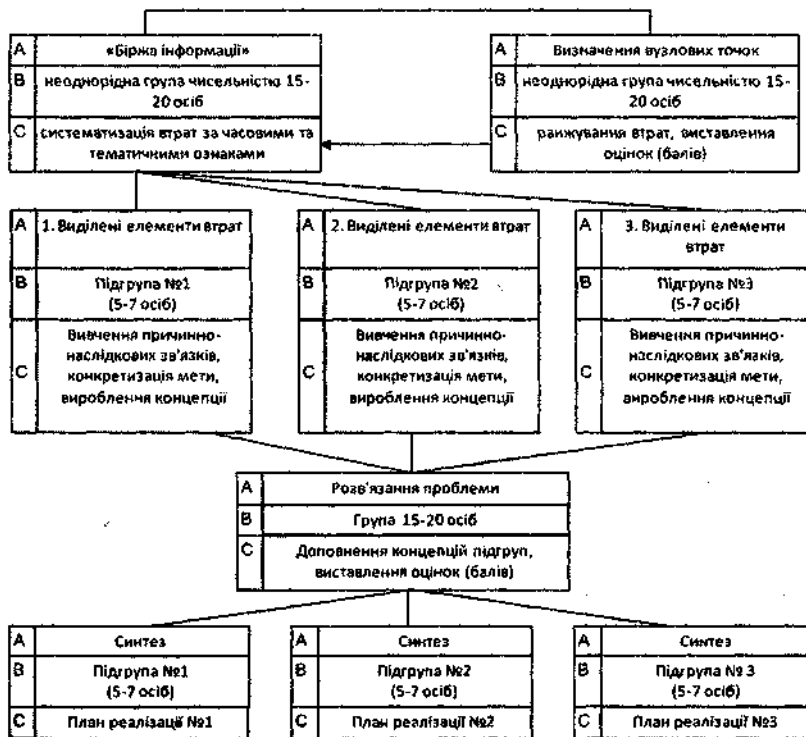 A «Біржа інформації»
B неоднорідна група чисельністю 15-
20 осіб
C систематизація втрат за часовими та
тематичними ознаками
A Визначення вузлових точок
B неоднорідна група чисельністю 15-
20 осіб
C ранжування втрат, виставлення
оцінок (балів)
A 1. Виділені елементи втрат
B Підгрупа №1
(5-7 осіб)
C Вивчення причинно-
наслідкових зв'язків,
конкретизація мети,
вироблення концепції
A 2. Виділені елементи втрат
B Підгрупа №2
(5-7 осіб)
C Вивчення причинно-
наслідкових зв'язків,
конкретизація мети,
вироблення концепції
A 3. Виділені елементи
втрат
B Підгрупа №3
(5-7 осіб)
C Вивчення причинно-
наслідкових зв'язків,
конкретизація мети,
вироблення концепції
A Розв'язання проблеми
B Група 15-20 осіб
C Доповнення концепцій підгруп,
виставлення оцінок (балів)
A Синтез
B Підгрупа №1
(5-7 осіб)
C План реалізації №1
A Синтез
B Підгрупа №2
(5-7 осіб)
C План реалізації №2
A Синтез
B Підгрупа № 3
(5-7 осіб)
C План реалізації №3